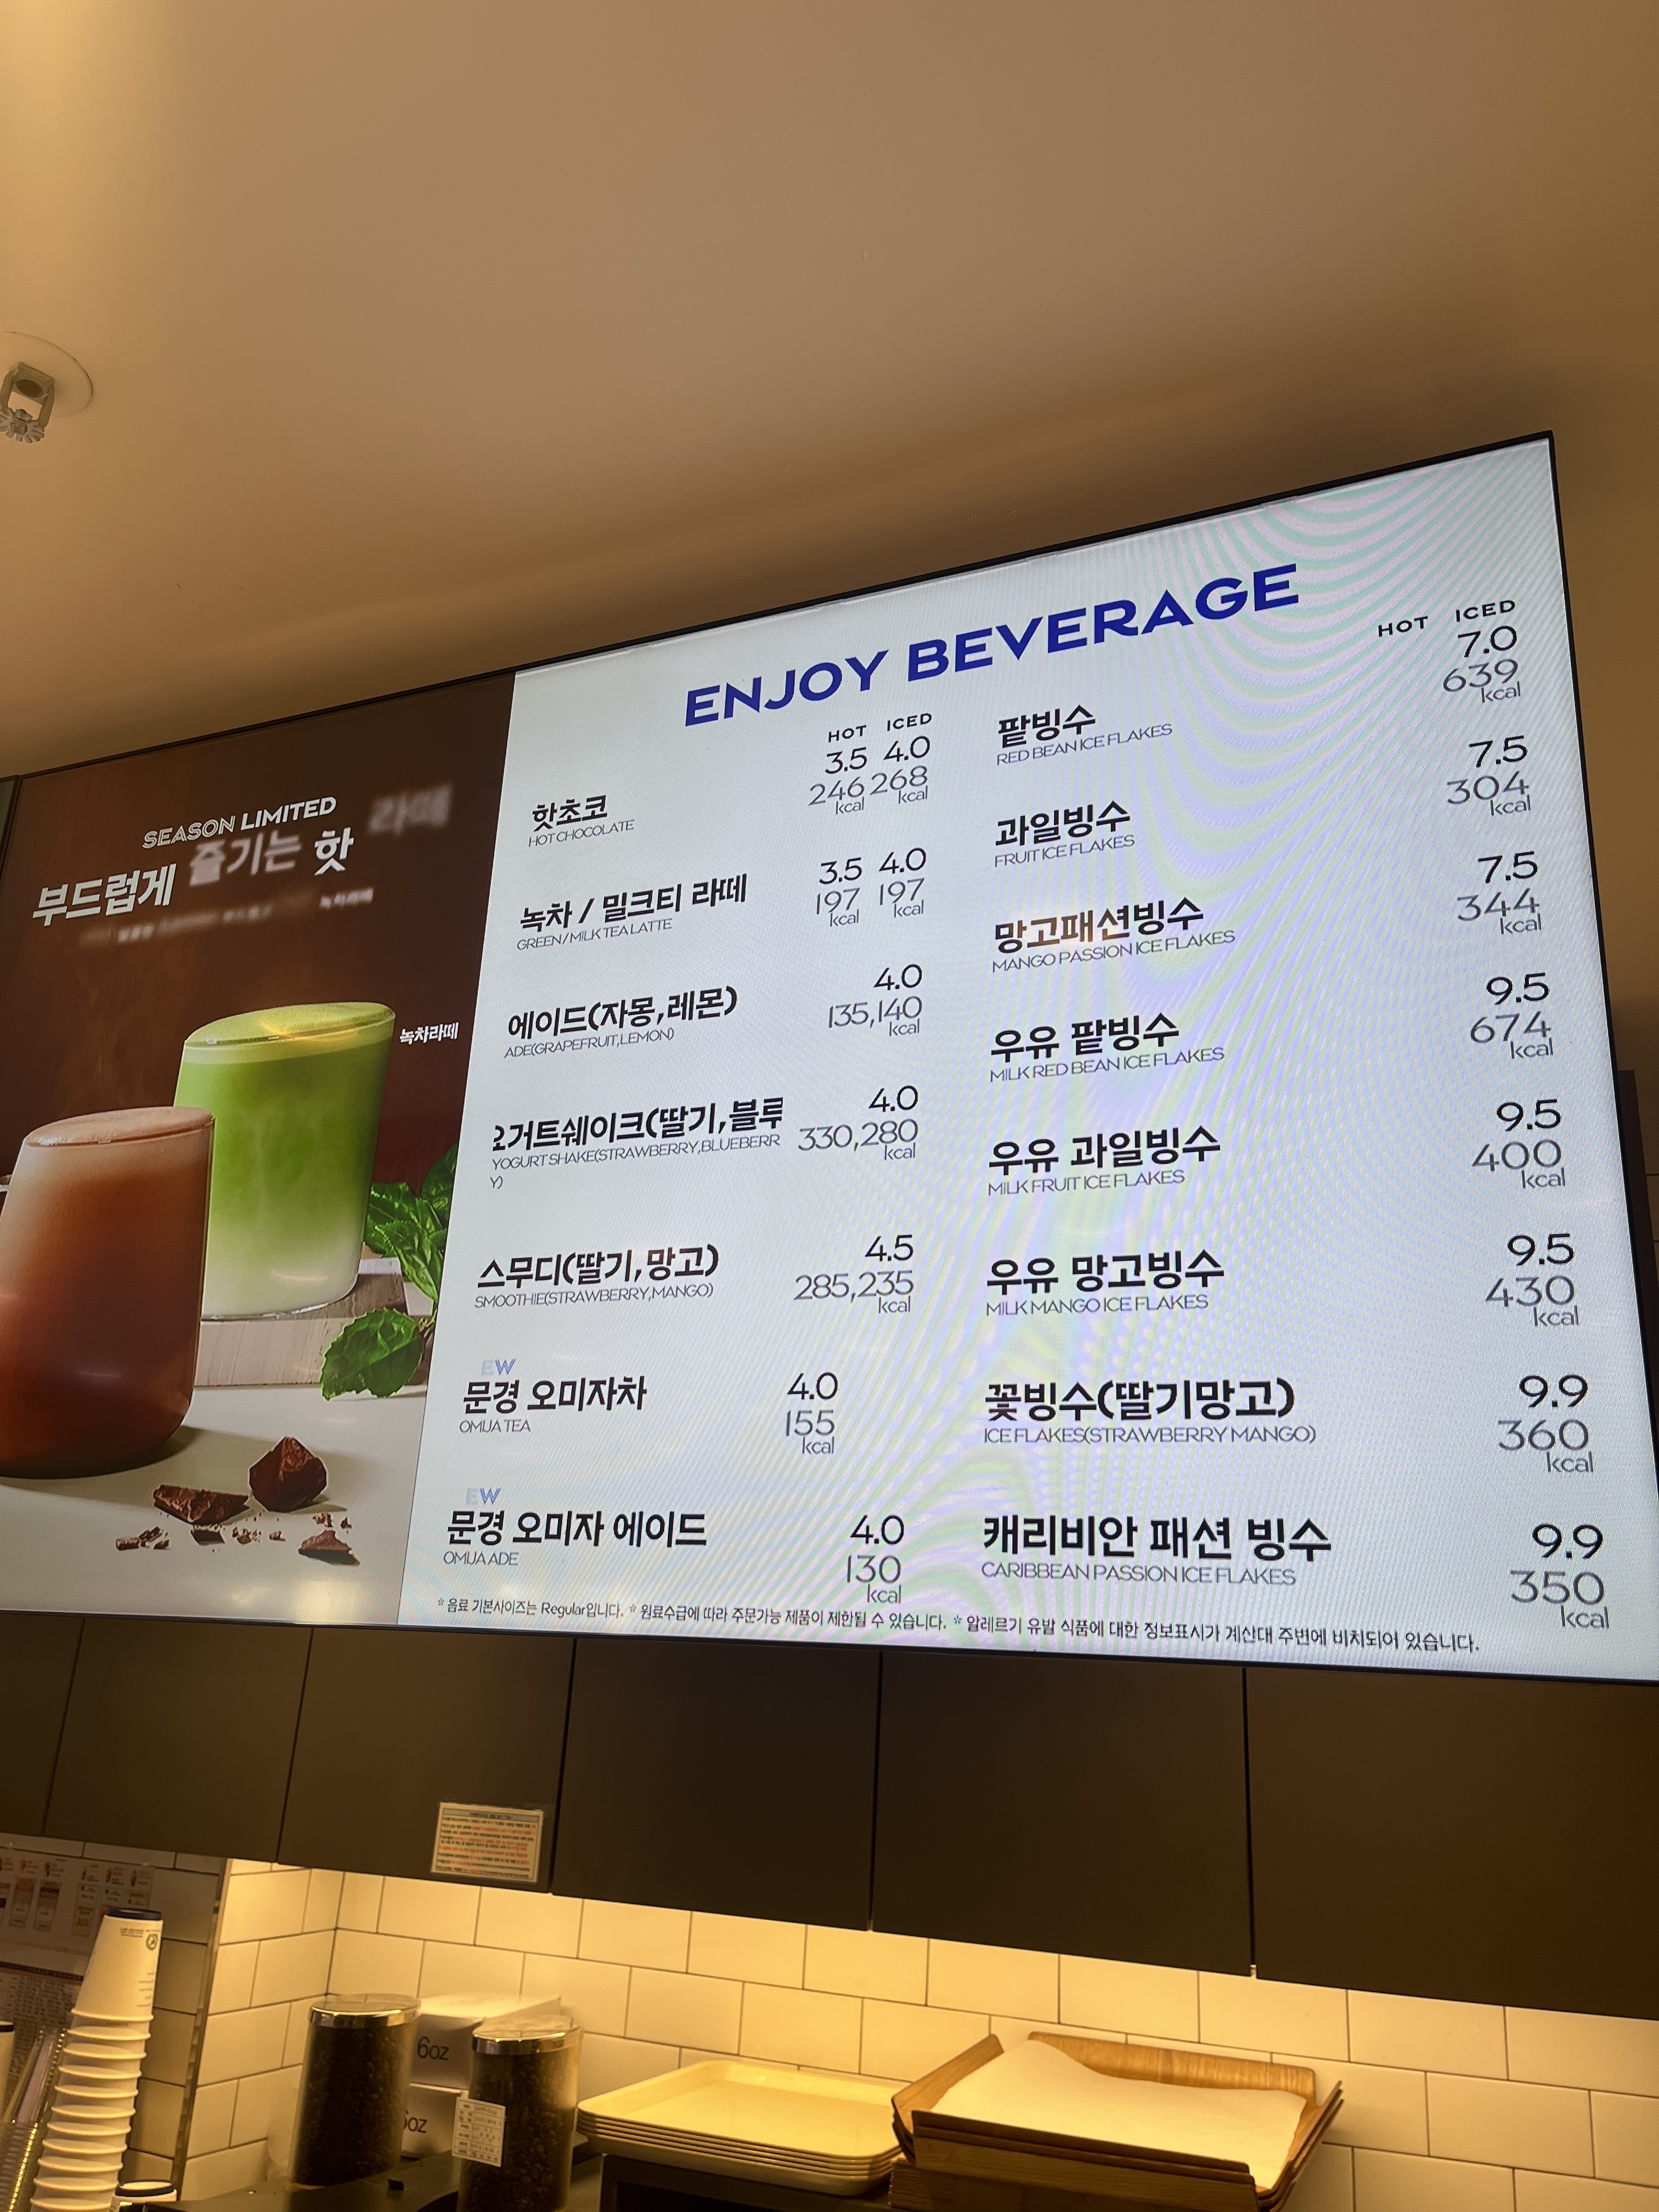 SEASON LIMITED
부드럽게 즐기는 핫 라떼
녹차라떼
녹차라떼
ENJOY BEVERAGE
HOT ICED
핫초코 3.5 4.0
HOT CHOCOLATE 246 kcal 268 kcal
녹차 / 밀크티 라떼 3.5 4.0
GREEN / MILK TEA LATTE 197 kcal 197 kcal
에이드(자몽,레몬) 4.0
ADE(GRAPEFRUIT,LEMON) 135,140 kcal
요거트쉐이크(딸기,블루 4.0
YOGURT SHAKE(STRAWBERRY,BLUEBERR 330,280 kcal
Y)
스무디(딸기,망고) 4.5
SMOOTHIE(STRAWBERRY,MANGO) 285,235 kcal
EW
문경 오미자차 4.0
OMIJA TEA 155 kcal
EW
문경 오미자 에이드 4.0
OMIJA ADE 130 kcal
HOT ICED
팥빙수 7.0
RED BEAN ICE FLAKES 639 kcal
과일빙수 7.5
FRUIT ICE FLAKES 304 kcal
망고패션빙수 7.5
MANGO PASSION ICE FLAKES 344 kcal
우유 팥빙수 9.5
MILK RED BEAN ICE FLAKES 674 kcal
우유 과일빙수 9.5
MILK FRUIT ICE FLAKES 400 kcal
우유 망고빙수 9.5
MILK MANGO ICE FLAKES 430 kcal
꽃빙수(딸기망고) 9.9
ICE FLAKES(STRAWBERRY MANGO) 360 kcal
캐리비안 패션 빙수 9.9
CARIBBEAN PASSION ICE FLAKES 350 kcal
* 음료 기본사이즈는 Regular입니다. * 원료수급에 따라 주문가능 제품이 제한될 수 있습니다. * 알레르기 유발 식품에 대한 정보표시가 계산대 주변에 비치되어 있습니다.
6oz
6oz